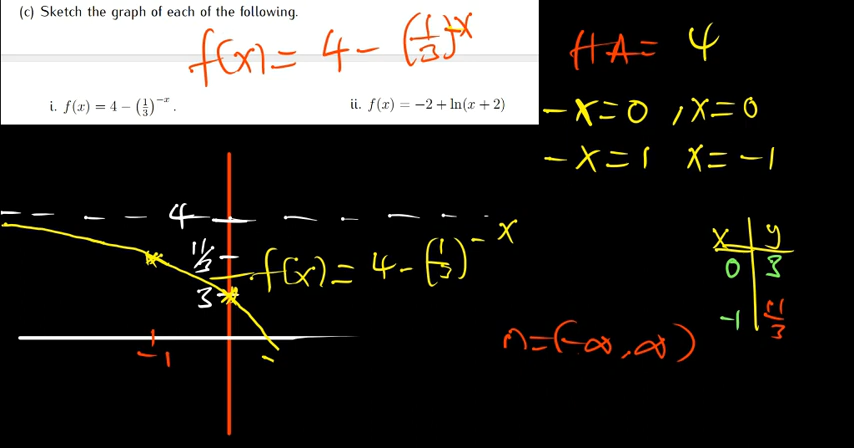 (c) Sketch the graph of each of the following.
f(x) = 4 - (1/3)^-x
i. f(x) = 4 − (1/3)^−x .
ii. f(x) = −2 + ln(x + 2)
HA = 4
-x = 0 , x = 0
-x = 1 x = -1
4
11/3
3
-1
f(x) = 4 - (1/3)^-x
x y
0 3
-1 11/3
= (-∞, ∞)